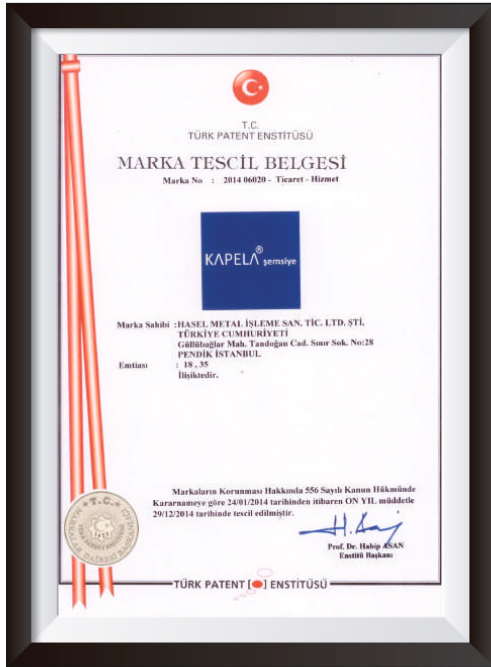 T.C.
TÜRK PATENT ENSTİTÜSÜ
MARKA TESCİL BELGESİ
Marka No : 2014 06020 - Ticaret - Hizmet
KAPELA® şemsiye
Marka Sahibi : HASEL METAL İŞLEME SAN. TİC. LTD. ŞTİ.
TÜRKİYE CUMHURİYETİ
Güllübağlar Mah. Tandoğan Cad. Sınır Sok. No:28
PENDİK İSTANBUL
Emtiası : 18 , 35
İlişiktedir.
Markaların Korunması Hakkında 556 Sayılı Kanun Hükmünde
Kararnameye göre 24/01/2014 tarihinden itibaren ON YIL müddetle
29/12/2014 tarihinde tescil edilmiştir.
Prof. Dr. Habip ASAN
Enstitü Başkanı
T.C.
TÜRK PATENT [●] ENSTİTÜSÜ